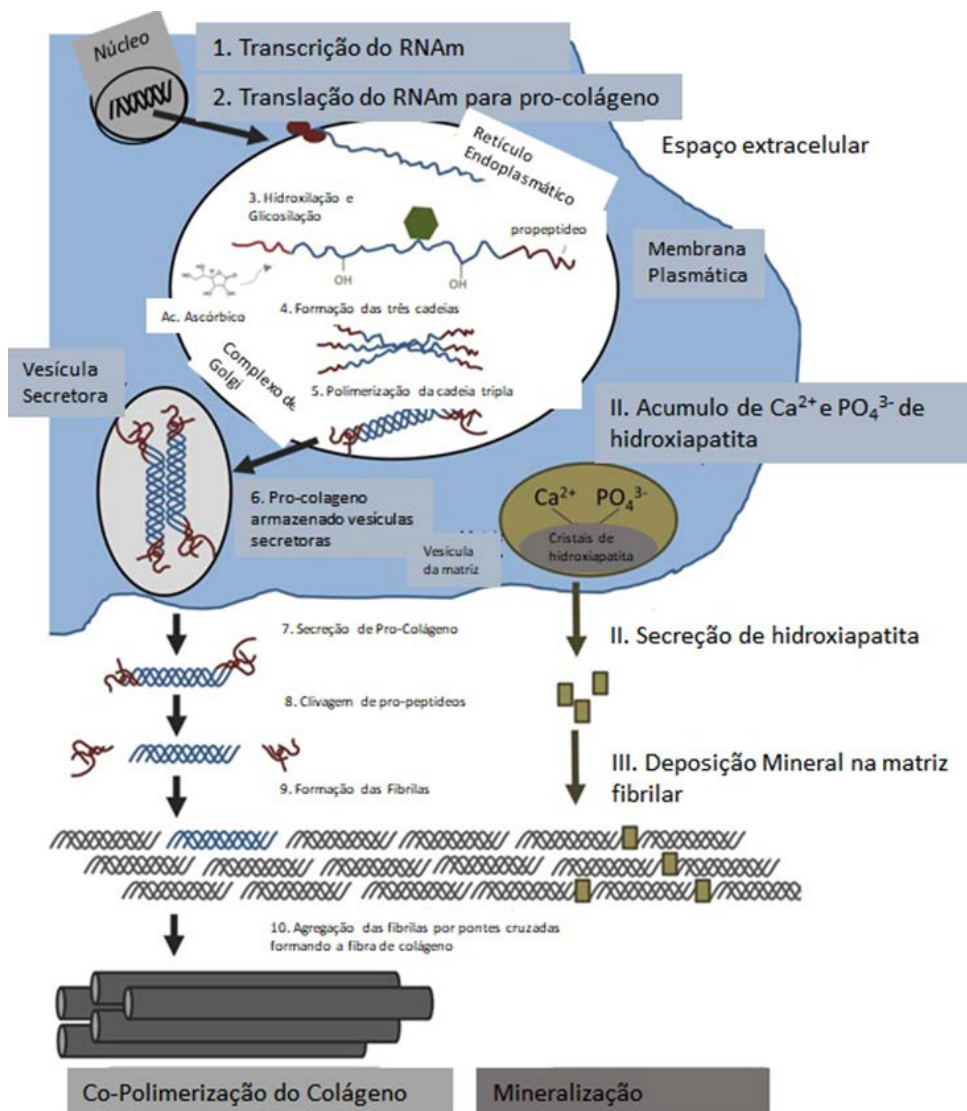 Núcleo
1. Transcrição do RNAm
2. Translação do RNAm para pro-colágeno
Espaço extracelular
Retículo
Endoplasmático
3. Hidroxilação e
Glicosilação
propeptideo
OH
OH
HO
HO
HO
OH
Ac. Ascórbico
Membrana
Plasmática
4. Formação das três cadeias
Complexo de
Golgi
5. Polimerização da cadeia tripla
Vesícula
Secretora
II. Acumulo de Ca²⁺ e PO₄³⁻ de
hidroxiapatita
6. Pro-colageno
armazenado vesículas
secretoras
Ca²⁺ PO₄³⁻
Cristais de
hidroxiapatita
Vesícula
da matriz
7. Secreção de Pro-Colágeno
II. Secreção de hidroxiapatita
8. Clivagem de pro-peptideos
9. Formação das Fibrilas
III. Deposição Mineral na matriz
fibrilar
10. Agregação das fibrilas por pontes cruzadas
formando a fibra de colágeno
Co-Polimerização do Colágeno
Mineralização